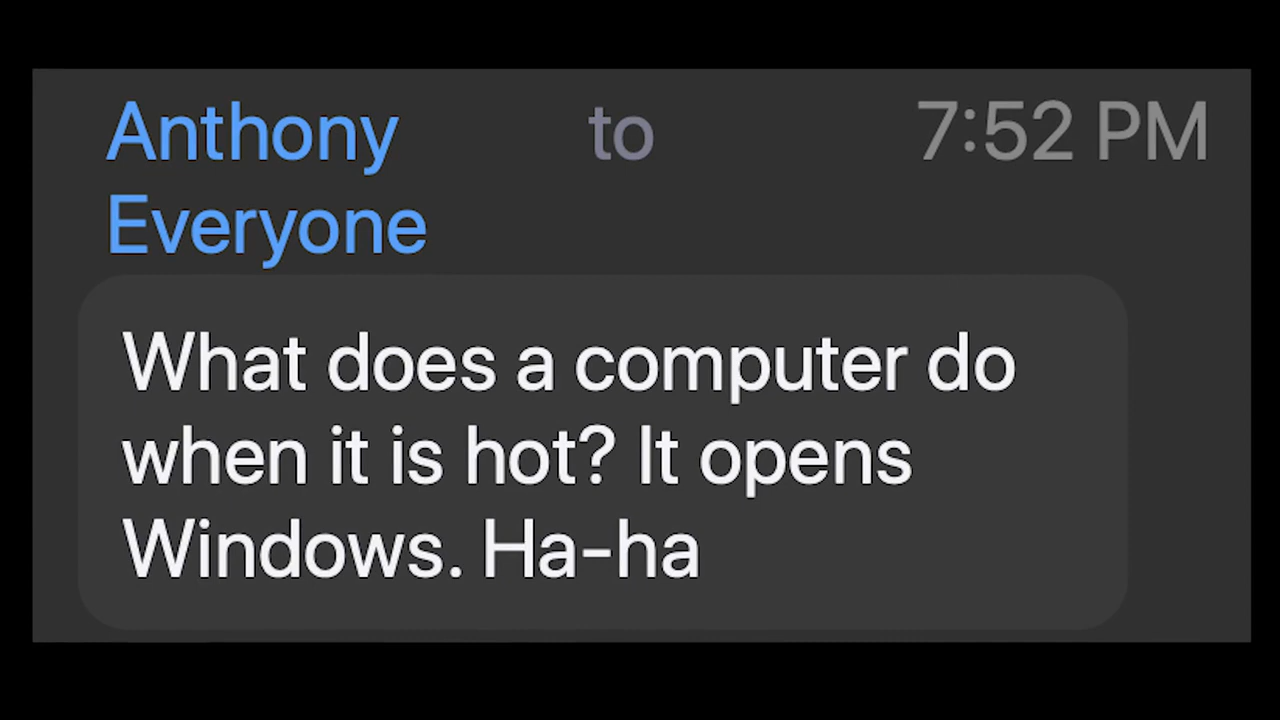 Anthony to 7:52 PM
Everyone
What does a computer do
when it is hot? It opens
Windows. Ha-ha